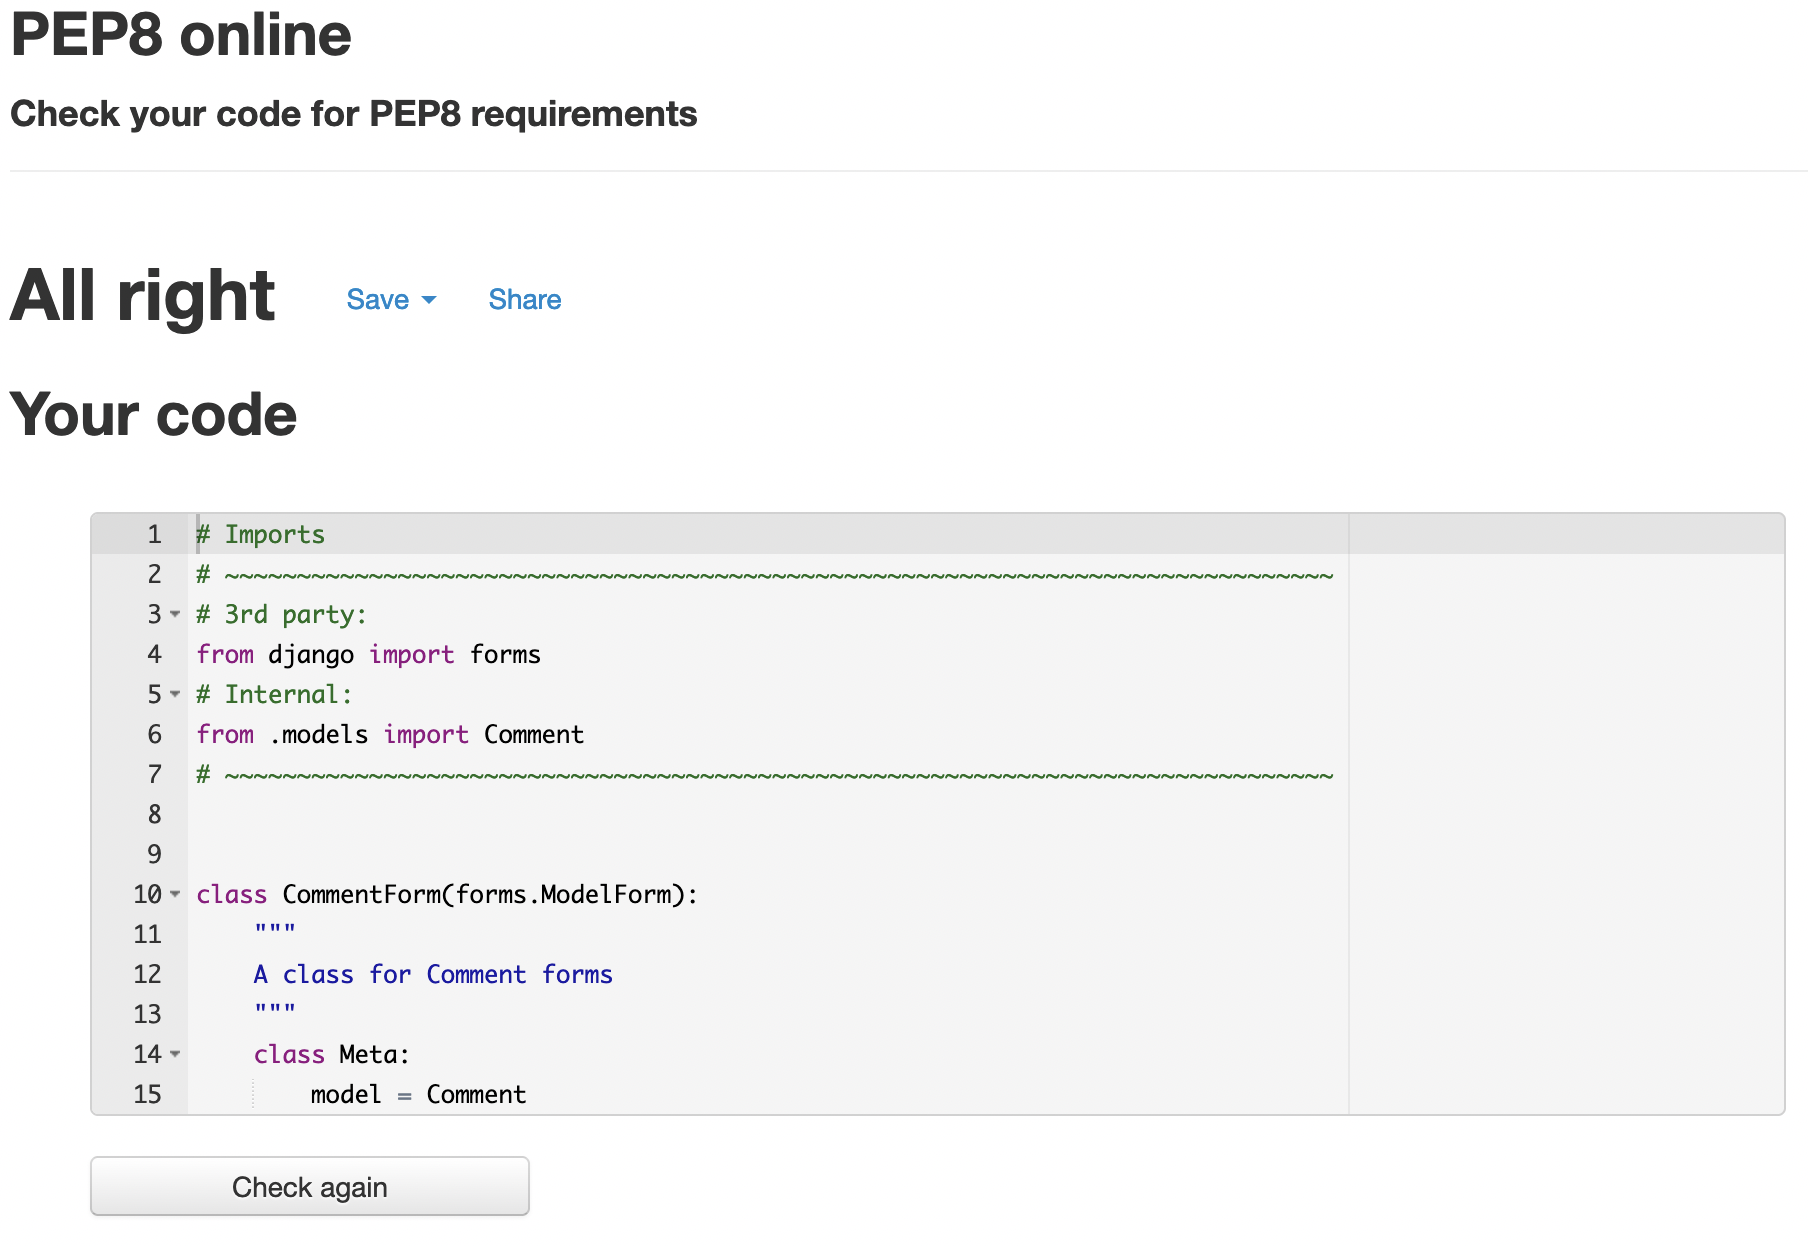 PEP8 online
Check your code for PEP8 requirements
All right Save Share
Your code
1 # Imports
2 # ~~~~~~~~~~~~~~~~~~~~~~~~~~~~~~~~~~~~~~~~~~~~~~~~~~~~~~~~~~~~~~~~~~~~~~~~~~~~~
3 # 3rd party:
4 from django import forms
5 # Internal:
6 from .models import Comment
7 # ~~~~~~~~~~~~~~~~~~~~~~~~~~~~~~~~~~~~~~~~~~~~~~~~~~~~~~~~~~~~~~~~~~~~~~~~~~~~~
8
9
10 class CommentForm(forms.ModelForm):
11     """
12     A class for Comment forms
13     """
14     class Meta:
15         model = Comment
Check again